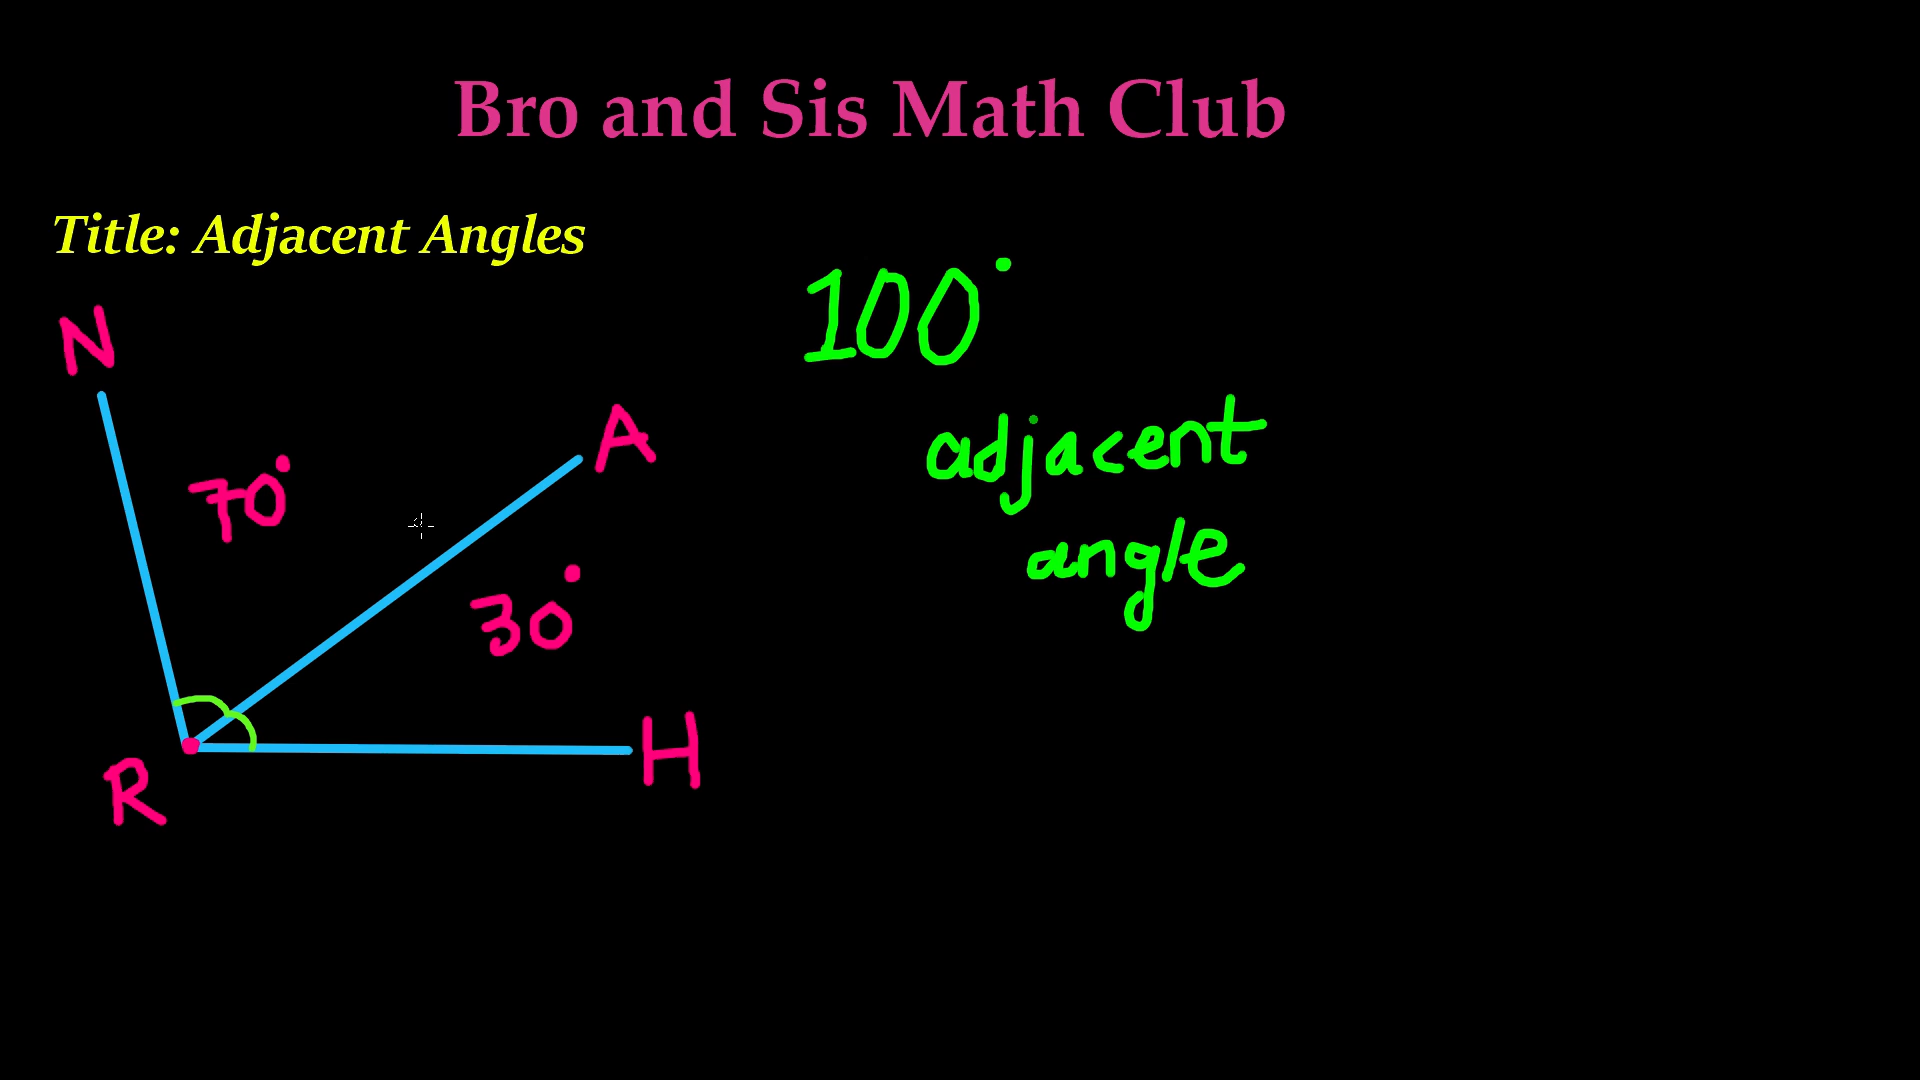 Bro and Sis Math Club
Title: Adjacent Angles
100°
N
A
adjacent
70°
angle
30°
H
R